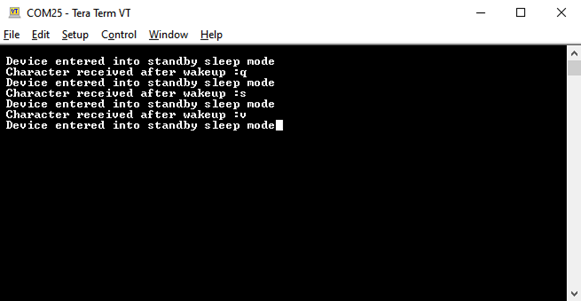 COM25 - Tera Term VT
File Edit Setup Control Window Help
Device entered into standby sleep mode
Character received after wakeup :q
Device entered into standby sleep mode
Character received after wakeup :s
Device entered into standby sleep mode
Character received after wakeup :v
Device entered into standby sleep mode